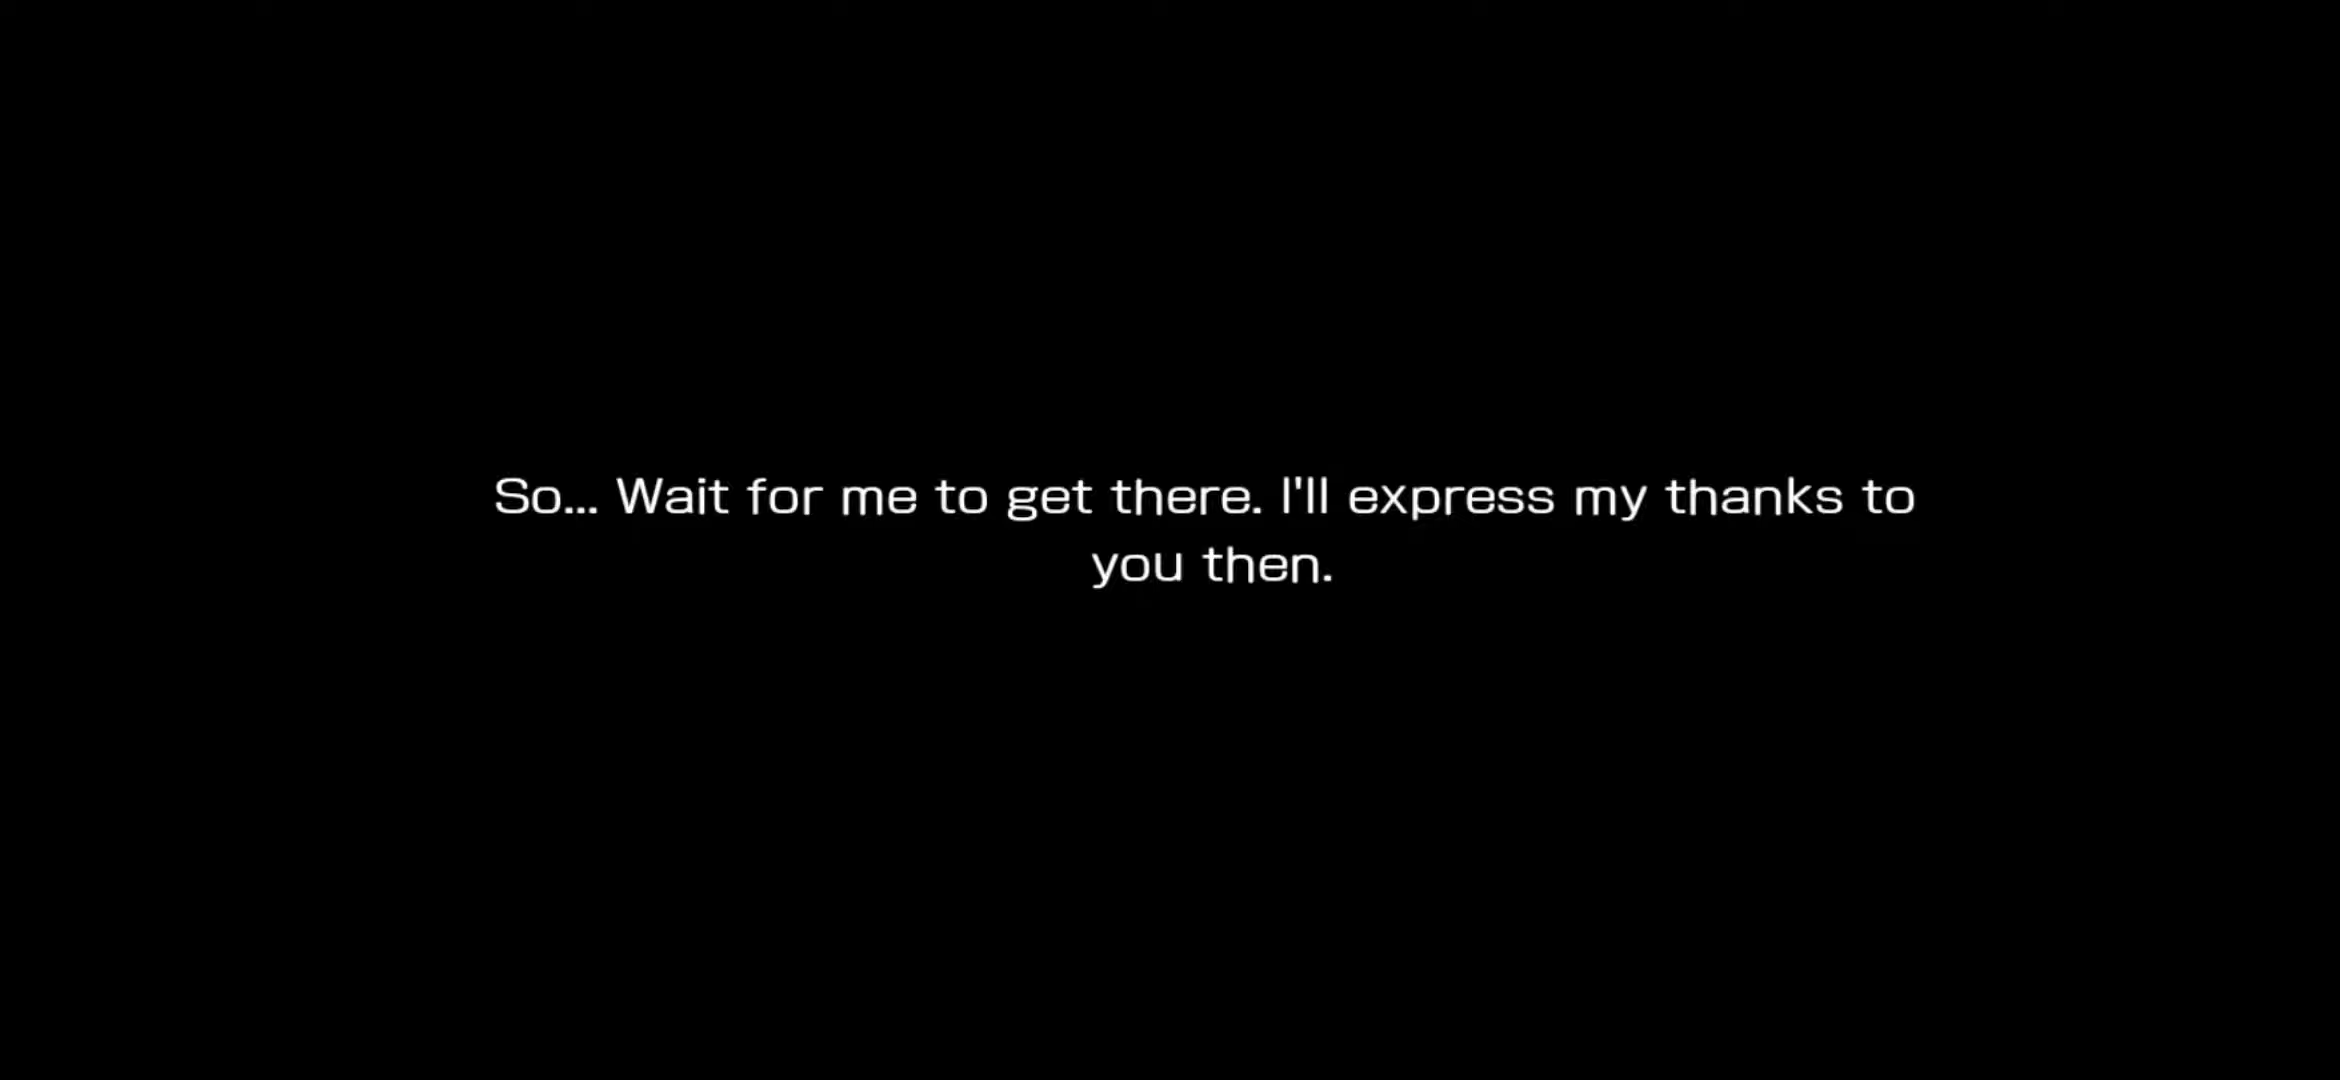 So... Wait for me to get there. I'll express my thanks to
you then.